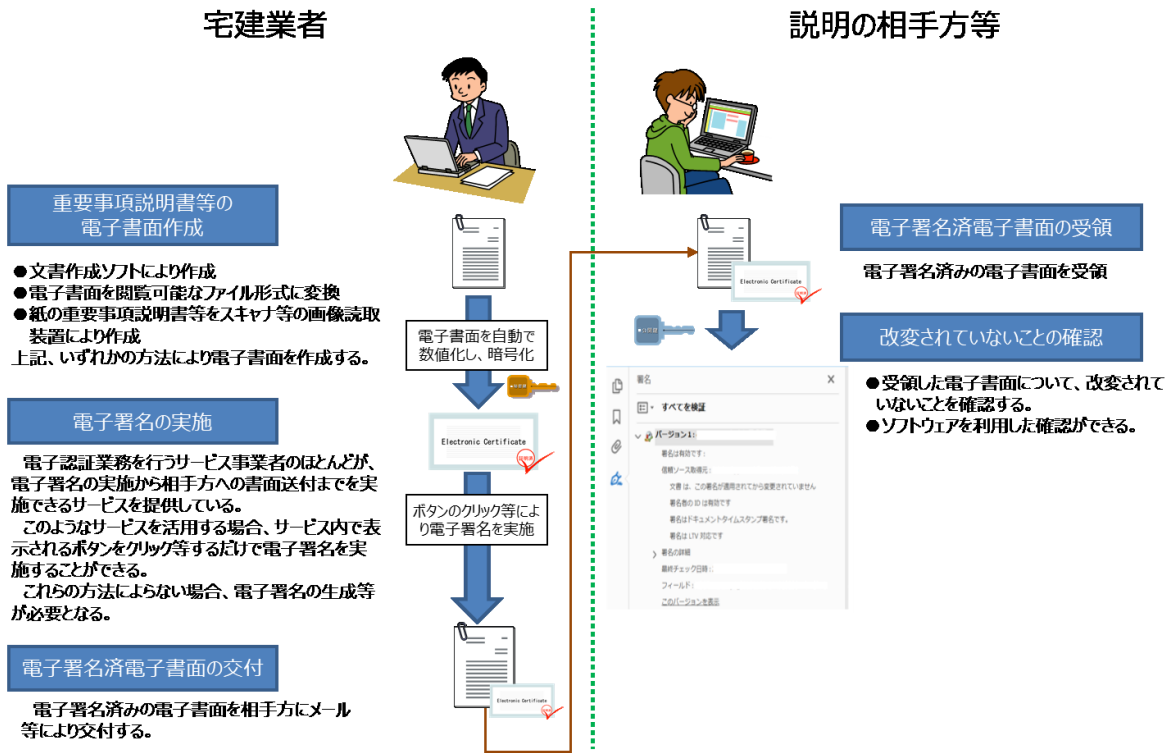 宅建業者
重要事項説明書等の
電子書面作成
●文書作成ソフトにより作成
●電子書面を閲覧可能なファイル形式に変換
●紙の重要事項説明書等をスキャナ等の画像読取
装置により作成
上記、いずれかの方法により電子書面を作成する。
電子書面を自動で
数値化し、暗号化
電子署名の実施
電子認証業務を行うサービス事業者のほとんどが、
電子署名の実施から相手方への書面送付までを実
施できるサービスを提供している。
このようなサービスを活用する場合、サービス内で表
示されるボタンをクリック等するだけで電子署名を実
施することができる。
これらの方法によらない場合、電子署名の生成等
が必要となる。
Electronic Certificate
ボタンのクリック等によ
り電子署名を実施
電子署名済電子書面の交付
電子署名済みの電子書面を相手方にメール
等により交付する。
Electronic Certificate
説明の相手方等
Electronic Certificate
電子署名済電子書面の受領
電子署名済みの電子書面を受領
改変されていないことの確認
●受領した電子書面について、改変されて
いないことを確認する。
●ソフトウェアを利用した確認ができる。
署名 X
すべてを検証
バージョン1:
署名は有効です:
信頼ソース取得元:
文書は、この署名が適用されてから変更されていません
署名者の ID は有効です
署名はドキュメントタイムスタンプ署名です。
署名は LTV 対応です
署名の詳細
最終チェック日時:
フィールド:
このバージョンを表示